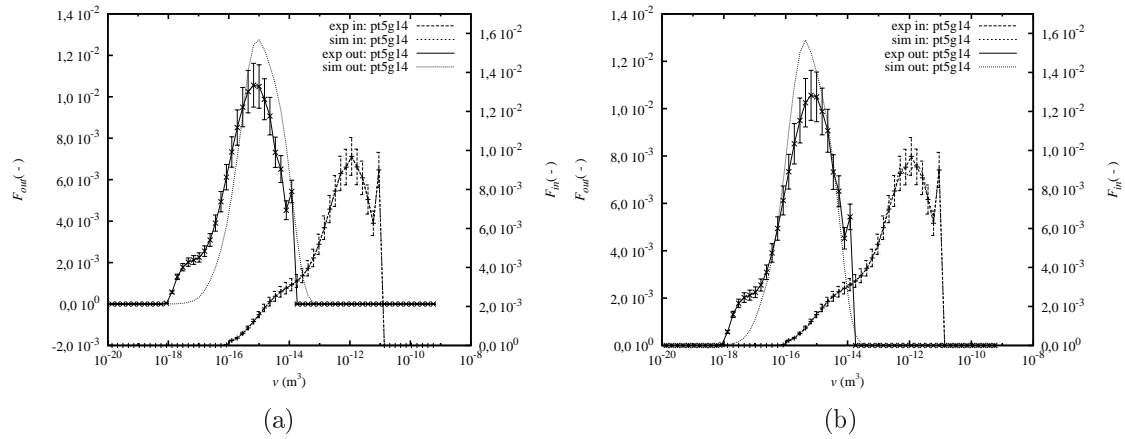 1,4 10⁻²
1,2 10⁻²
1,0 10⁻²
8,0 10⁻³
6,0 10⁻³
4,0 10⁻³
2,0 10⁻³
0,0 10⁰
-2,0 10⁻³
F_out( - )
exp in: pt5g14
sim in: pt5g14
exp out: pt5g14
sim out: pt5g14
1,6 10⁻²
1,4 10⁻²
1,2 10⁻²
1,0 10⁻²
8,0 10⁻³
6,0 10⁻³
4,0 10⁻³
2,0 10⁻³
0,0 10⁰
F_in( - )
10⁻²⁰ 10⁻¹⁸ 10⁻¹⁶ 10⁻¹⁴ 10⁻¹² 10⁻¹⁰ 10⁻⁸
v (m³)
(a)
1,4 10⁻²
1,2 10⁻²
1,0 10⁻²
8,0 10⁻³
6,0 10⁻³
4,0 10⁻³
2,0 10⁻³
0,0 10⁰
F_out( - )
exp in: pt5g14
sim in: pt5g14
exp out: pt5g14
sim out: pt5g14
1,6 10⁻²
1,4 10⁻²
1,2 10⁻²
1,0 10⁻²
8,0 10⁻³
6,0 10⁻³
4,0 10⁻³
2,0 10⁻³
0,0 10⁰
F_in( - )
10⁻²⁰ 10⁻¹⁸ 10⁻¹⁶ 10⁻¹⁴ 10⁻¹² 10⁻¹⁰ 10⁻⁸
v (m³)
(b)